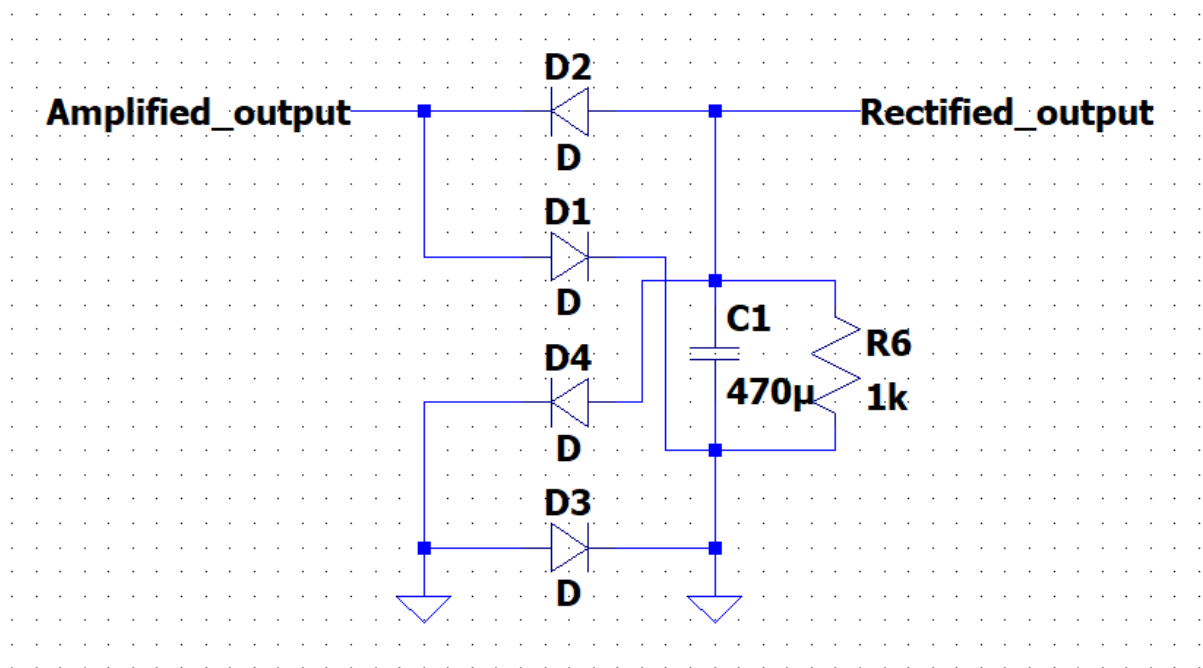 D2
Amplified_output
Rectified_output
D
D1
D
C1
R6
D4
470µ
1k
D
D3
D